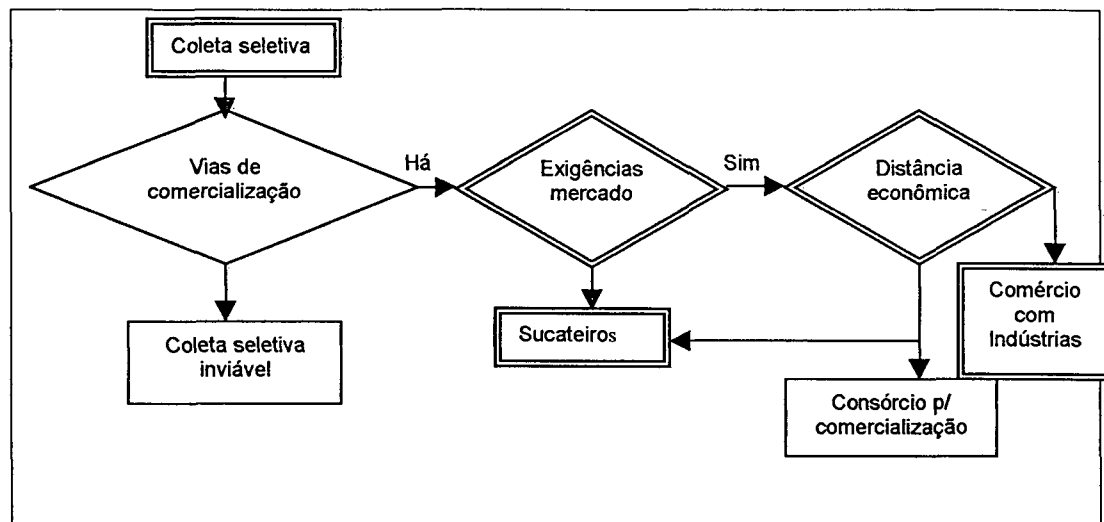 Coleta seletiva
Vias de
comercialização
Há
Exigências
mercado
Sim
Distância
econômica
Coleta seletiva
inviável
Sucateiros
Comércio
com
Indústrias
Consórcio p/
comercialização